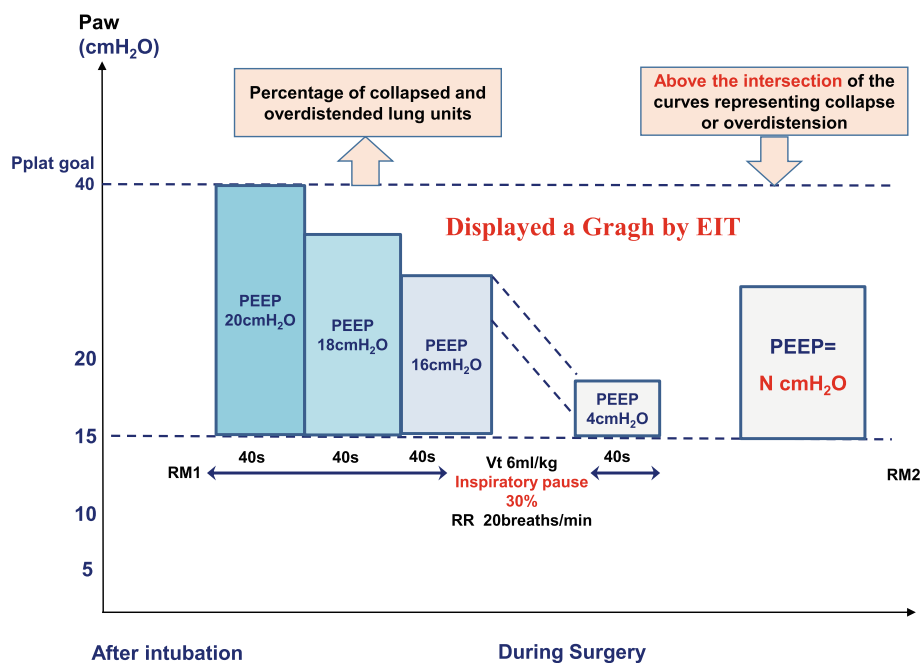 Paw
(cmH₂O)
Percentage of collapsed and
overdistended lung units
Above the intersection of the
curves representing collapse
or overdistension
Pplat goal
40
Displayed a Gragh by EIT
PEEP
20cmH₂O
PEEP
18cmH₂O
PEEP
16cmH₂O
PEEP
4cmH₂O
PEEP=
N cmH₂O
20
15
40s
40s
40s
Vt 6ml/kg
40s
RM1
Inspiratory pause
30%
RR 20breaths/min
RM2
10
5
After intubation
During Surgery